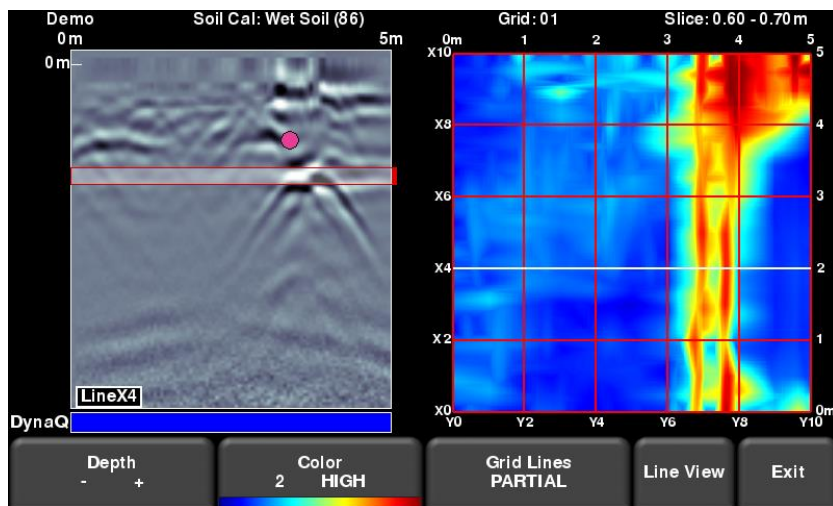 Demo Soil Cal: Wet Soil (86) Grid: 01 Slice: 0.60 - 0.70 m
0m 5m
0m
LineX4
DynaQ
0m 1 2 3 4 5
X10 5
X8 4
X6 3
X4 2
X2 1
X0 0m
Y0 Y2 Y4 Y6 Y8 Y10
Depth
- +
Color
2 HIGH
Grid Lines
PARTIAL
Line View
Exit